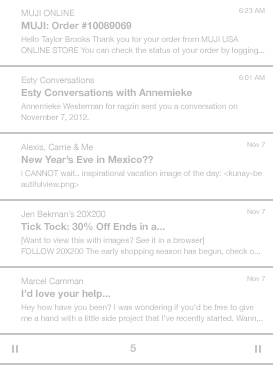 MUJI ONLINE
6:23 AM
MUJI: Order #10089069
Hello Taylor Brooks Thank you for your order from MUJI USA
ONLINE STORE You can check the status of your order by logging...
Esty Conversations
6:01 AM
Esty Conversations with Annemieke
Annemieke Westerman for ragzin sent you a conversation on
November 7, 2012.
Alexis, Carrie & Me
Nov 7
New Year's Eve in Mexico??
i CANNOT wait.. inspirational vacation image of the day: <kunay-be
autifulview.png>
Jen Bekman's 20X200
Nov 7
Tick Tock: 30% Off Ends in a...
[Want to view this with images? See it in a browser]
FOLLOW 20X200 The early shopping season has begun, check o...
Marcel Camman
Nov 7
I'd love your help...
Hey how have you been? I was wondering if you'd be free to give
me a hand with a little side project that I've recently started. Wann...
5